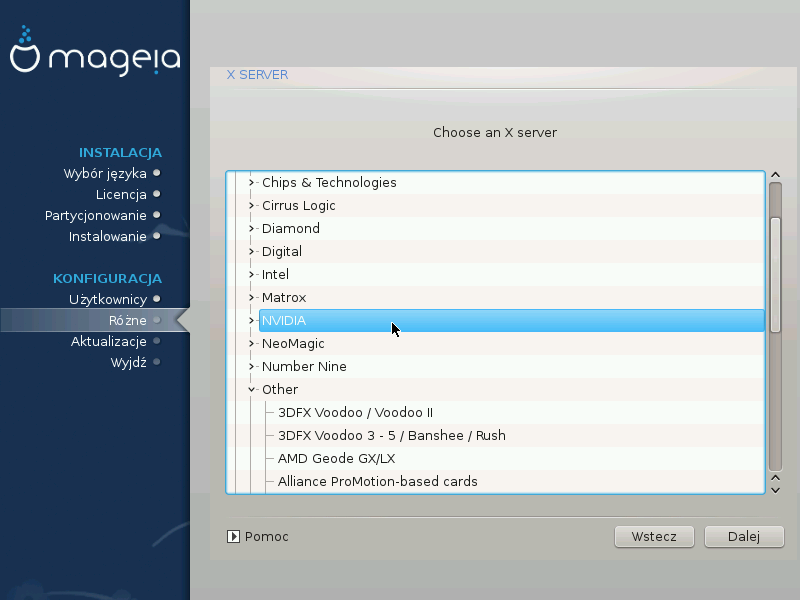 mageia
INSTALACJA
Wybór języka
Licencja
Partycjonowanie
Instalowanie
KONFIGURACJA
Użytkownicy
Różne
Aktualizacje
Wyjdź
X SERVER
Choose an X server
Chips & Technologies
Cirrus Logic
Diamond
Digital
Intel
Matrox
NVIDIA
NeoMagic
Number Nine
Other
3DFX Voodoo / Voodoo II
3DFX Voodoo 3 - 5 / Banshee / Rush
AMD Geode GX/LX
Alliance ProMotion-based cards
Pomoc
Wstecz
Dalej